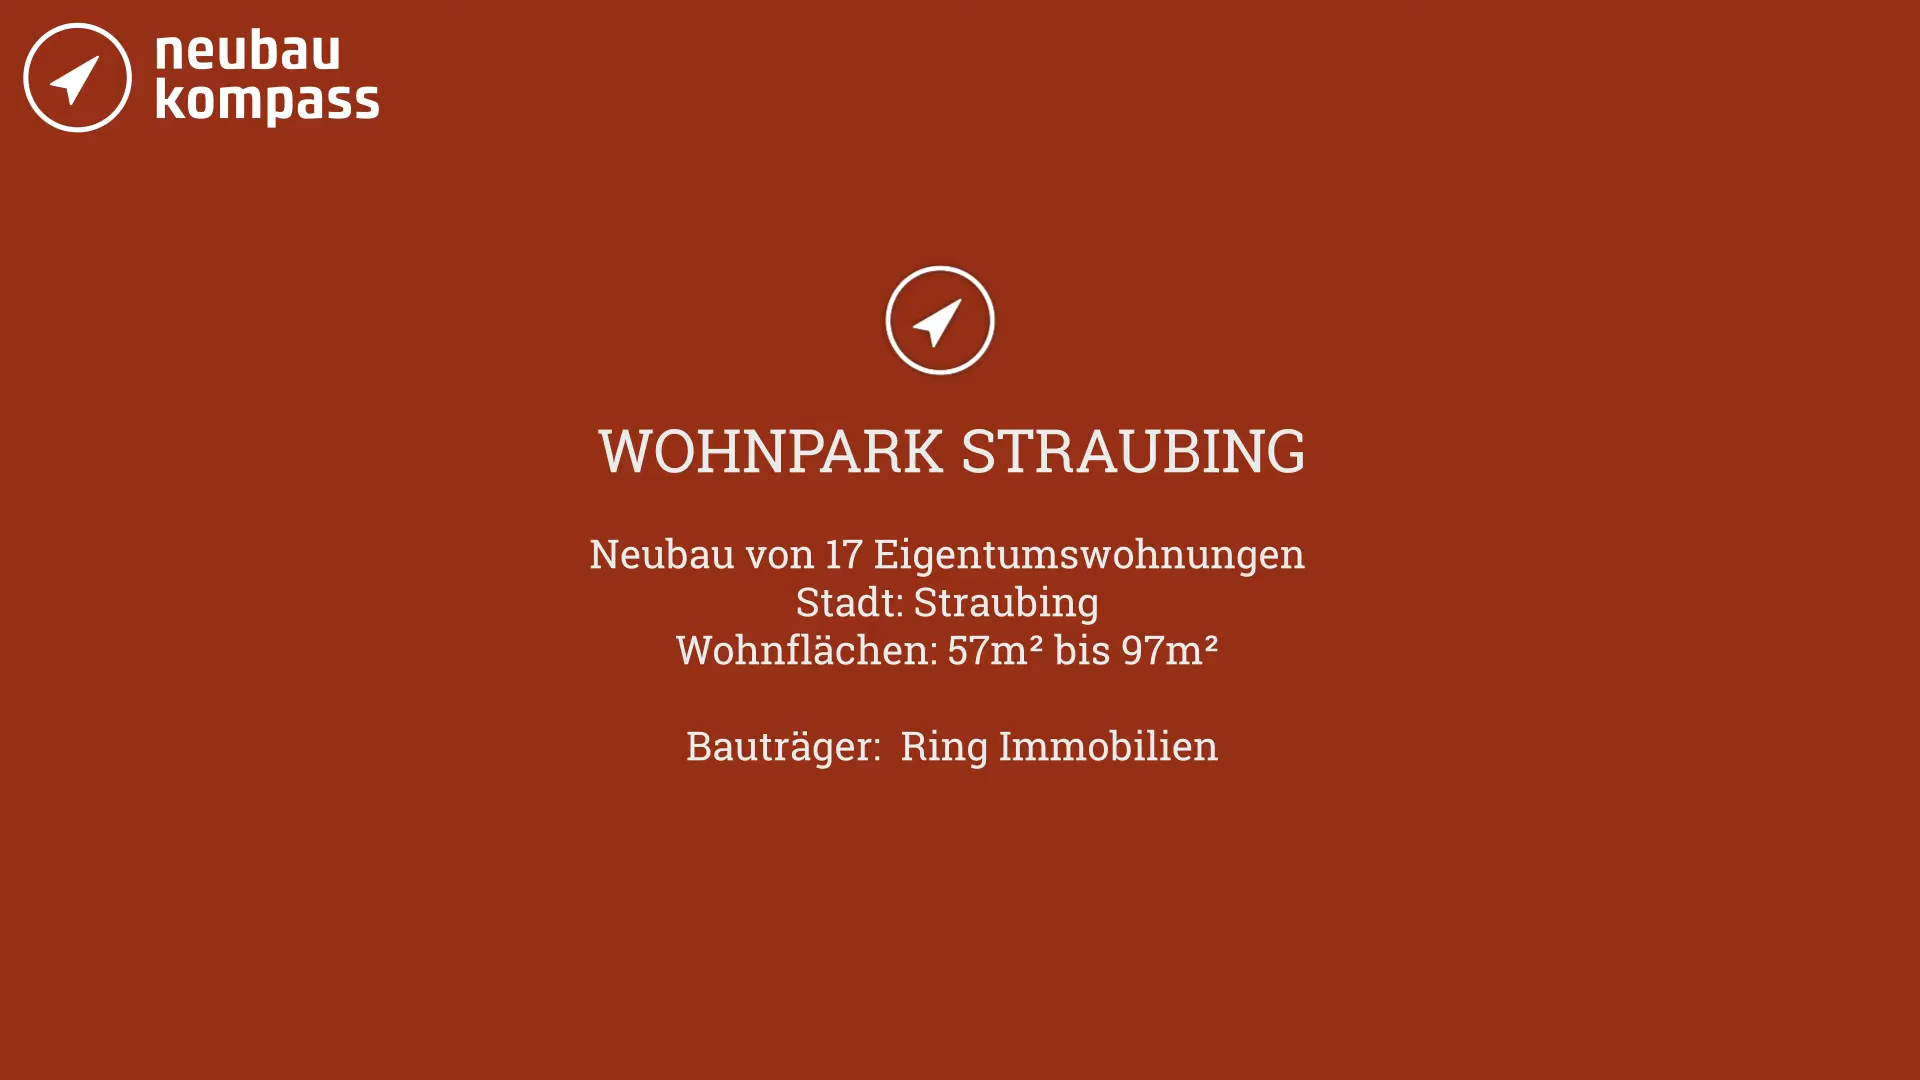 neubau
kompass
WOHNPARK STRAUBING
Neubau von 17 Eigentumswohnungen
Stadt: Straubing
Wohnflächen: 57m² bis 97m²
Bauträger: Ring Immobilien